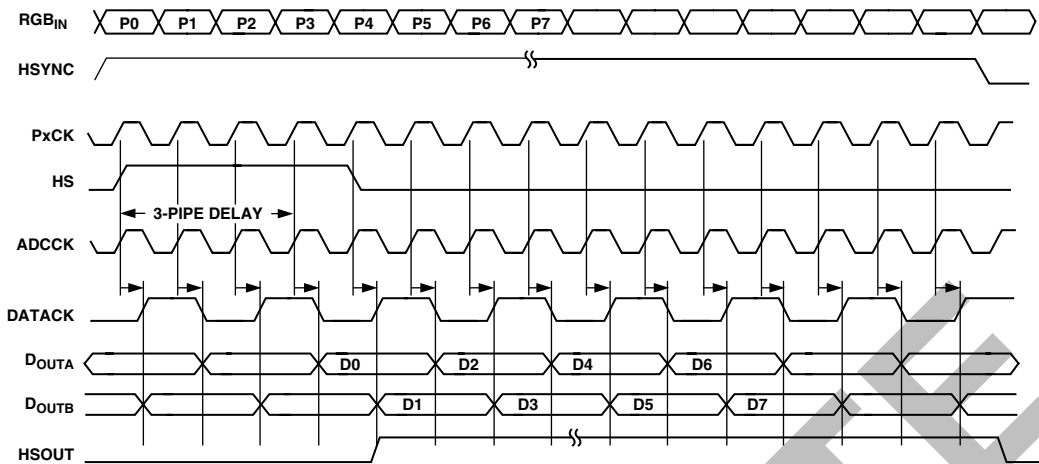 RGBIN P0 P1 P2 P3 P4 P5 P6 P7
HSYNC
PxCK
HS
3-PIPE DELAY
ADCCK
DATACK
DOUTA D0 D2 D4 D6
DOUTB D1 D3 D5 D7
HSOUT